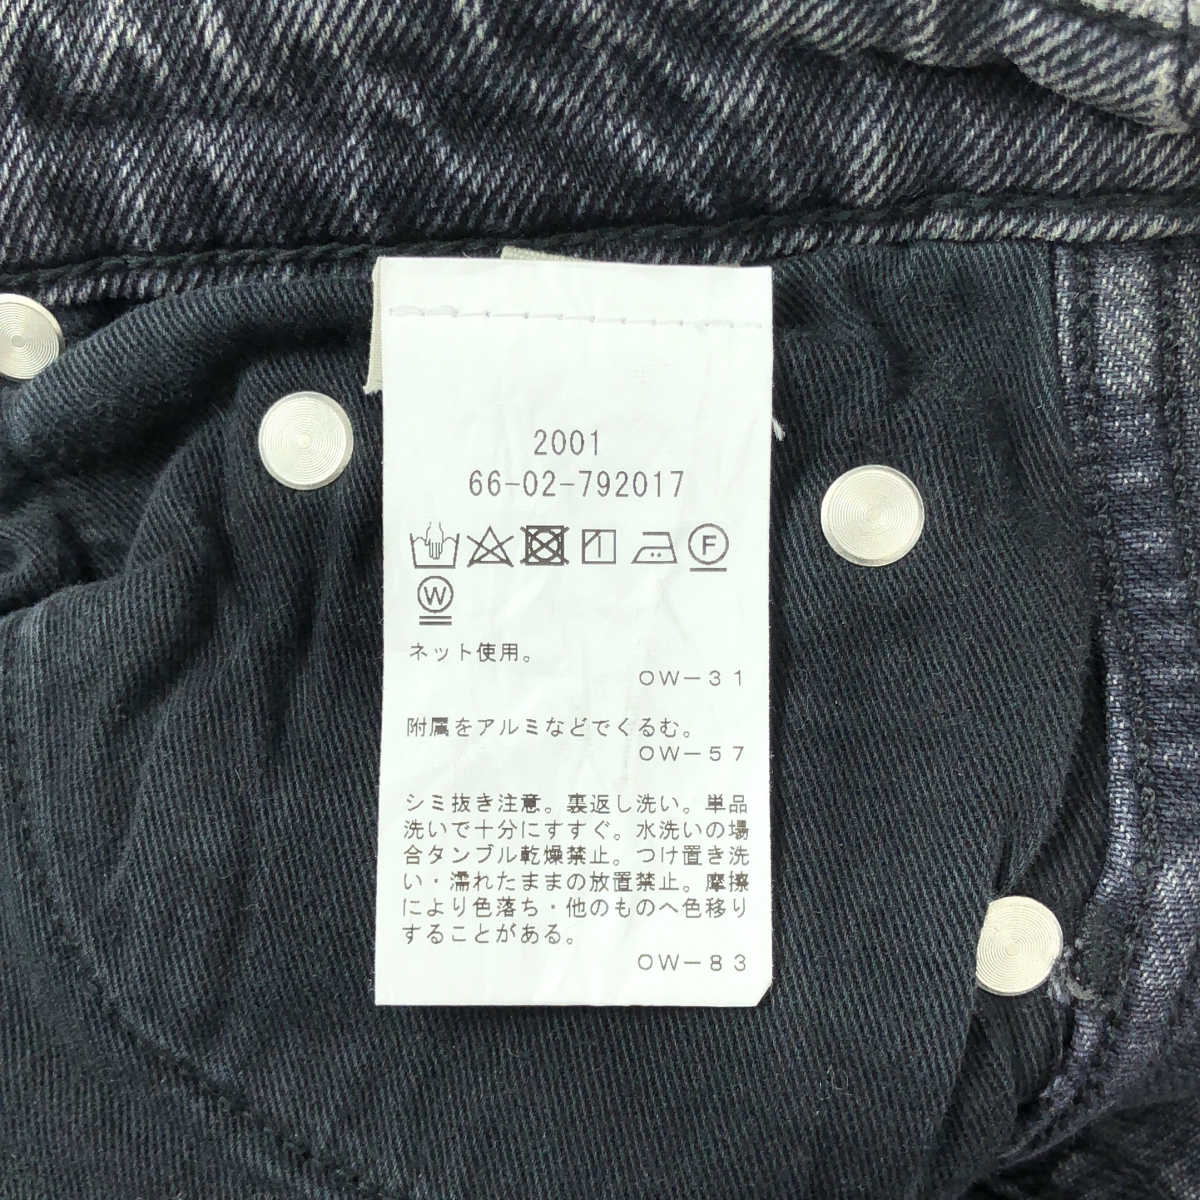 2001
66-02-792017
F
W
ネット使用。
OW-31
附属をアルミなどでくるむ。
OW-57
シミ抜き注意。裏返し洗い。単品
洗いで十分にすすぐ。水洗いの場
合タンブル乾燥禁止。つけ置き洗
い・濡れたままの放置禁止。摩擦
により色落ち・他のものへ色移り
することがある。
OW-83